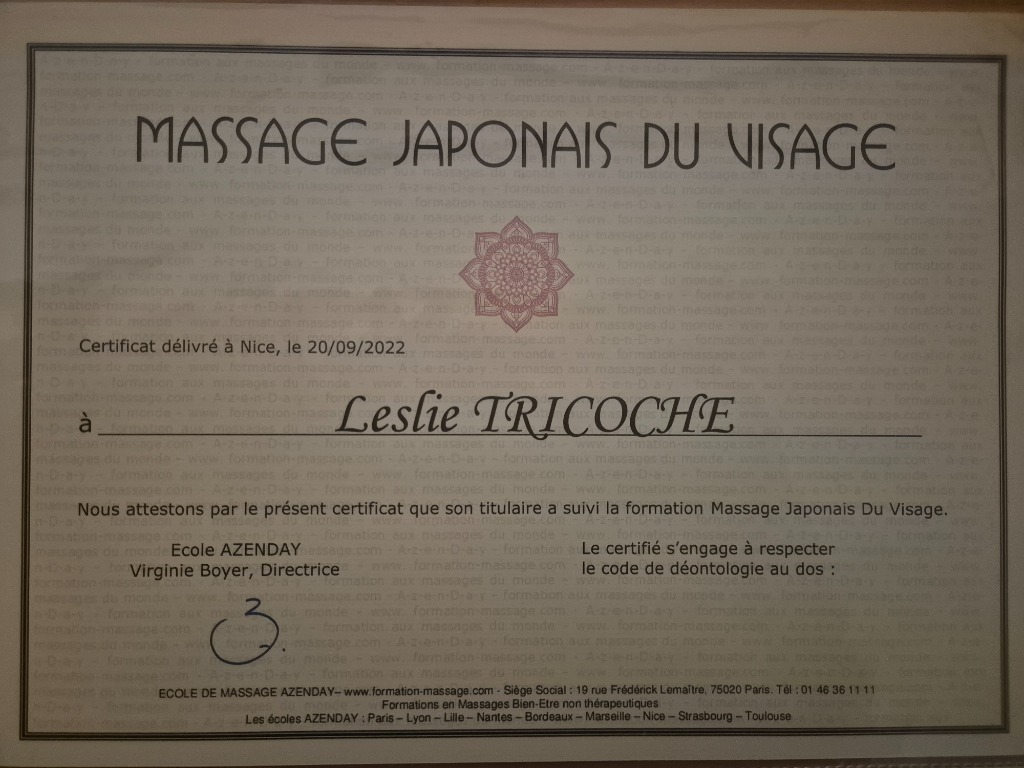 MASSAGE JAPONAIS DU VISAGE
Certificat délivré à Nice, le 20/09/2022
à Leslie TRICOCHE
Nous attestons par le présent certificat que son titulaire a suivi la formation Massage Japonais Du Visage.
Ecole AZENDAY
Virginie Boyer, Directrice
Le certifié s'engage à respecter
le code de déontologie au dos :
ECOLE DE MASSAGE AZENDAY– www.formation-massage.com - Siège Social : 19 rue Frédérick Lemaître, 75020 Paris. Tél : 01 46 36 11 11
Formations en Massages Bien-Etre non thérapeutiques
Les écoles AZENDAY : Paris – Lyon – Lille – Nantes – Bordeaux – Marseille – Nice – Strasbourg – Toulouse